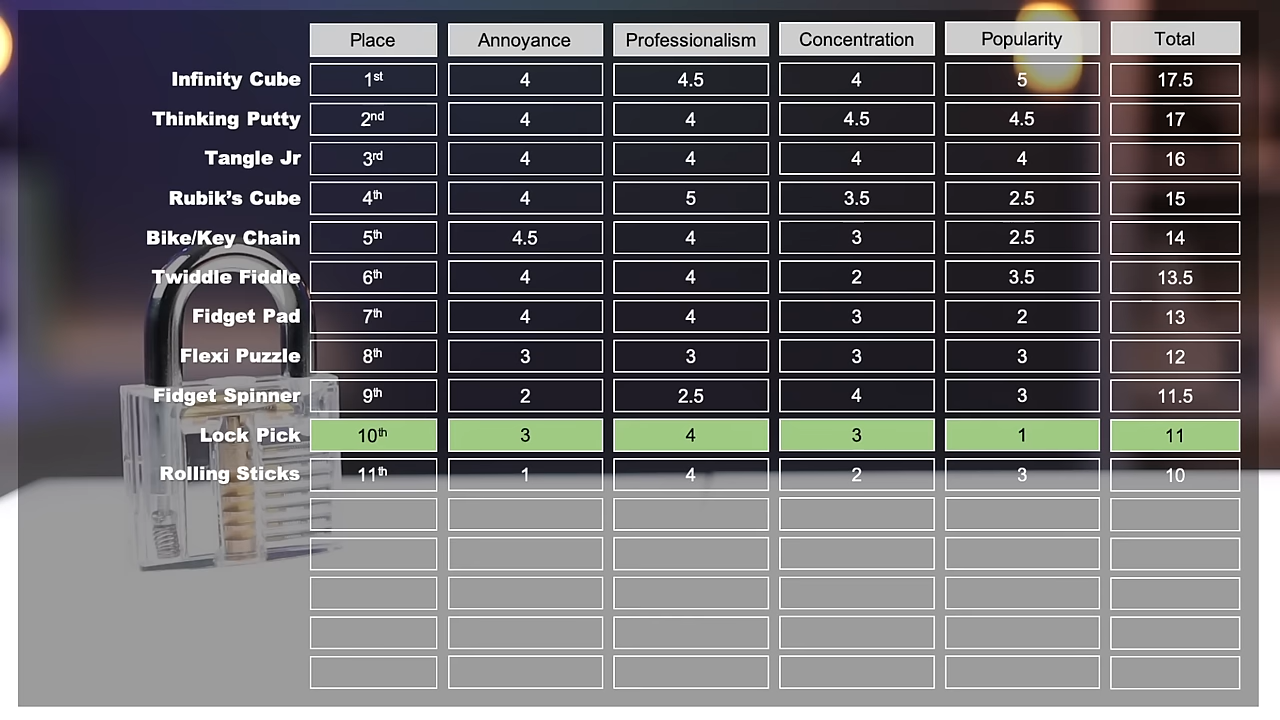 Place Annoyance Professionalism Concentration Popularity Total
Infinity Cube 1st 4 4.5 4 5 17.5
Thinking Putty 2nd 4 4 4.5 4.5 17
Tangle Jr 3rd 4 4 4 4 16
Rubik's Cube 4th 4 5 3.5 2.5 15
Bike/Key Chain 5th 4.5 4 3 2.5 14
Twiddle Fiddle 6th 4 4 2 3.5 13.5
Fidget Pad 7th 4 4 3 2 13
Flexi Puzzle 8th 3 3 3 3 12
Fidget Spinner 9th 2 2.5 4 3 11.5
Lock Pick 10th 3 4 3 1 11
Rolling Sticks 11th 1 4 2 3 10